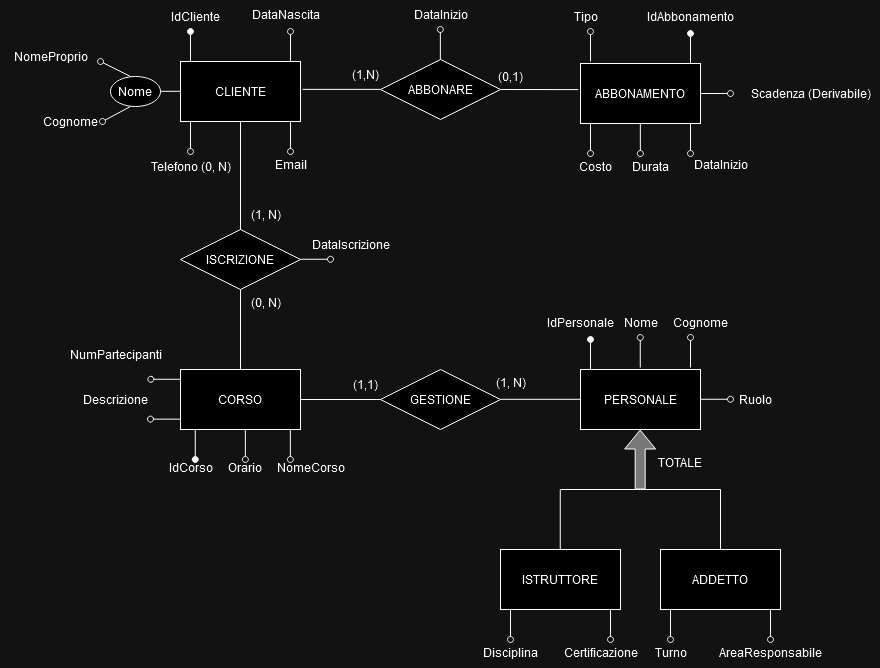 IdCliente
DataNascita
DataInizio
Tipo
IdAbbonamento
NomeProprio
Nome
CLIENTE
(1,N)
ABBONARE
(0,1)
ABBONAMENTO
Scadenza (Derivabile)
Cognome
Telefono (0, N)
Email
Costo
Durata
DataInizio
(1, N)
ISCRIZIONE
DataIscrizione
(0, N)
IdPersonale
Nome
Cognome
NumPartecipanti
Descrizione
CORSO
(1,1)
GESTIONE
(1, N)
PERSONALE
Ruolo
IdCorso
Orario
NomeCorso
TOTALE
ISTRUTTORE
ADDETTO
Disciplina
Certificazione
Turno
AreaResponsabile